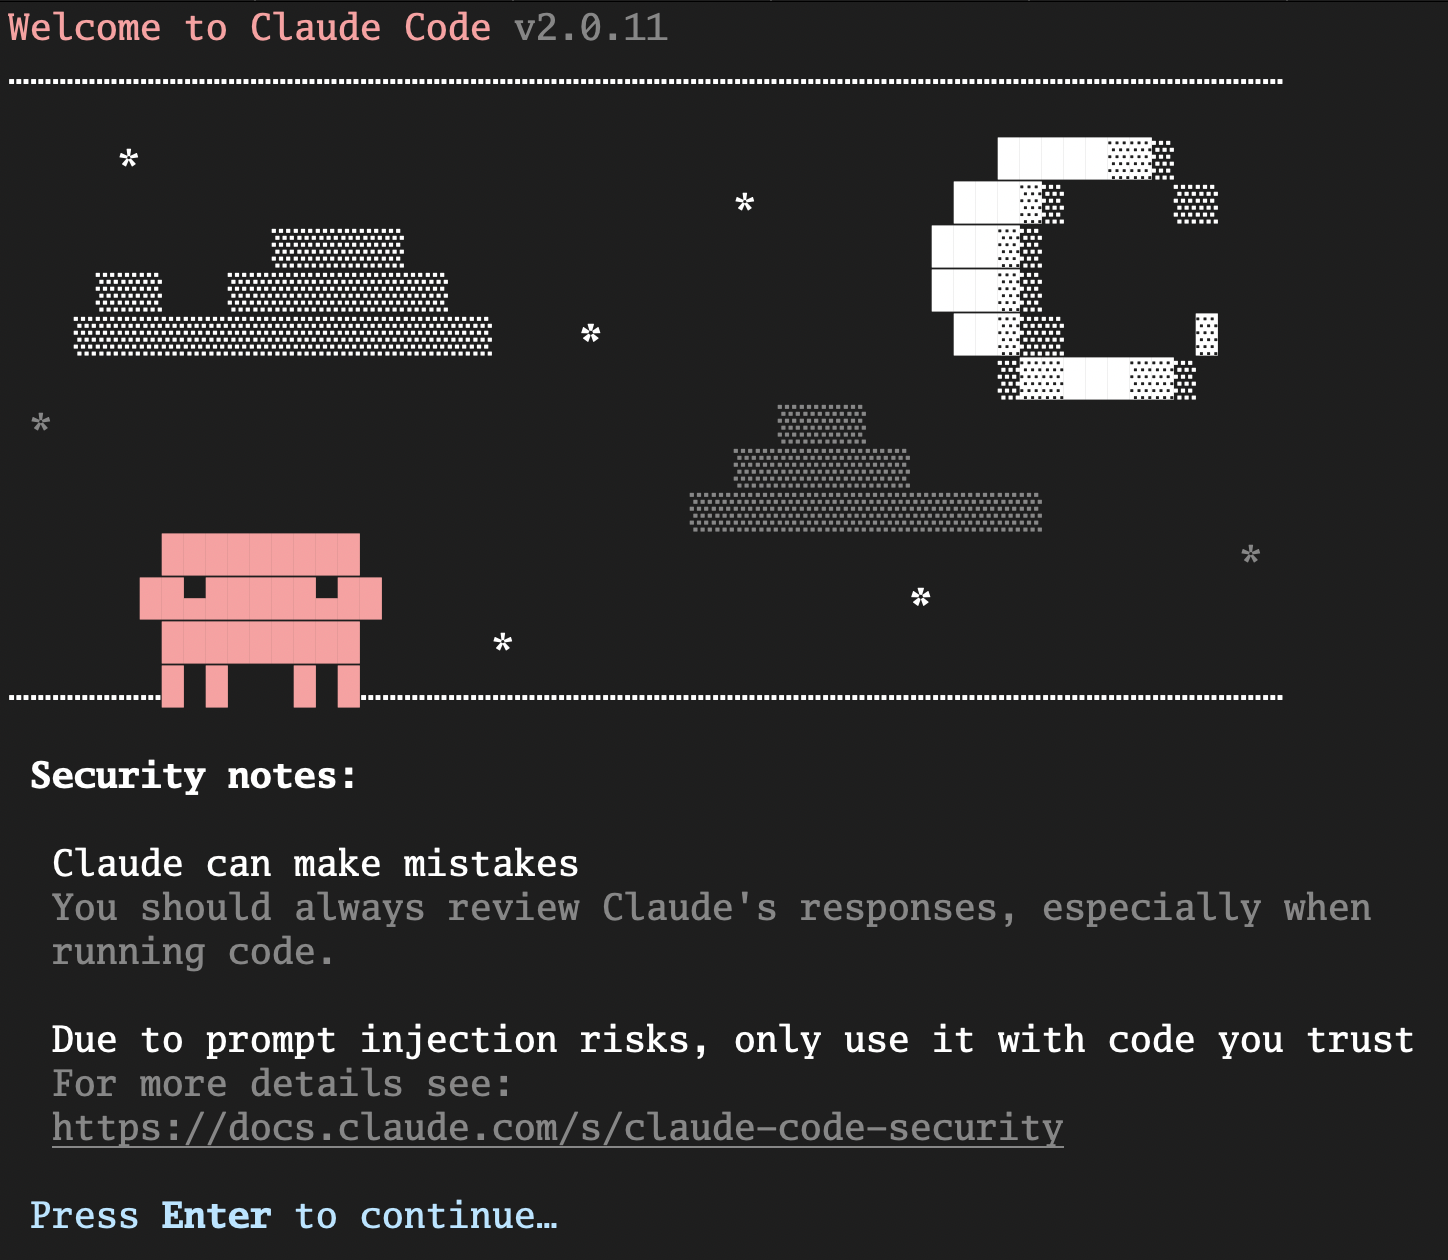 Welcome to Claude Code v2.0.11
*
*
*
*
*
*
*
Security notes:
Claude can make mistakes
You should always review Claude's responses, especially when
running code.
Due to prompt injection risks, only use it with code you trust
For more details see:
https://docs.claude.com/s/claude-code-security
Press Enter to continue…